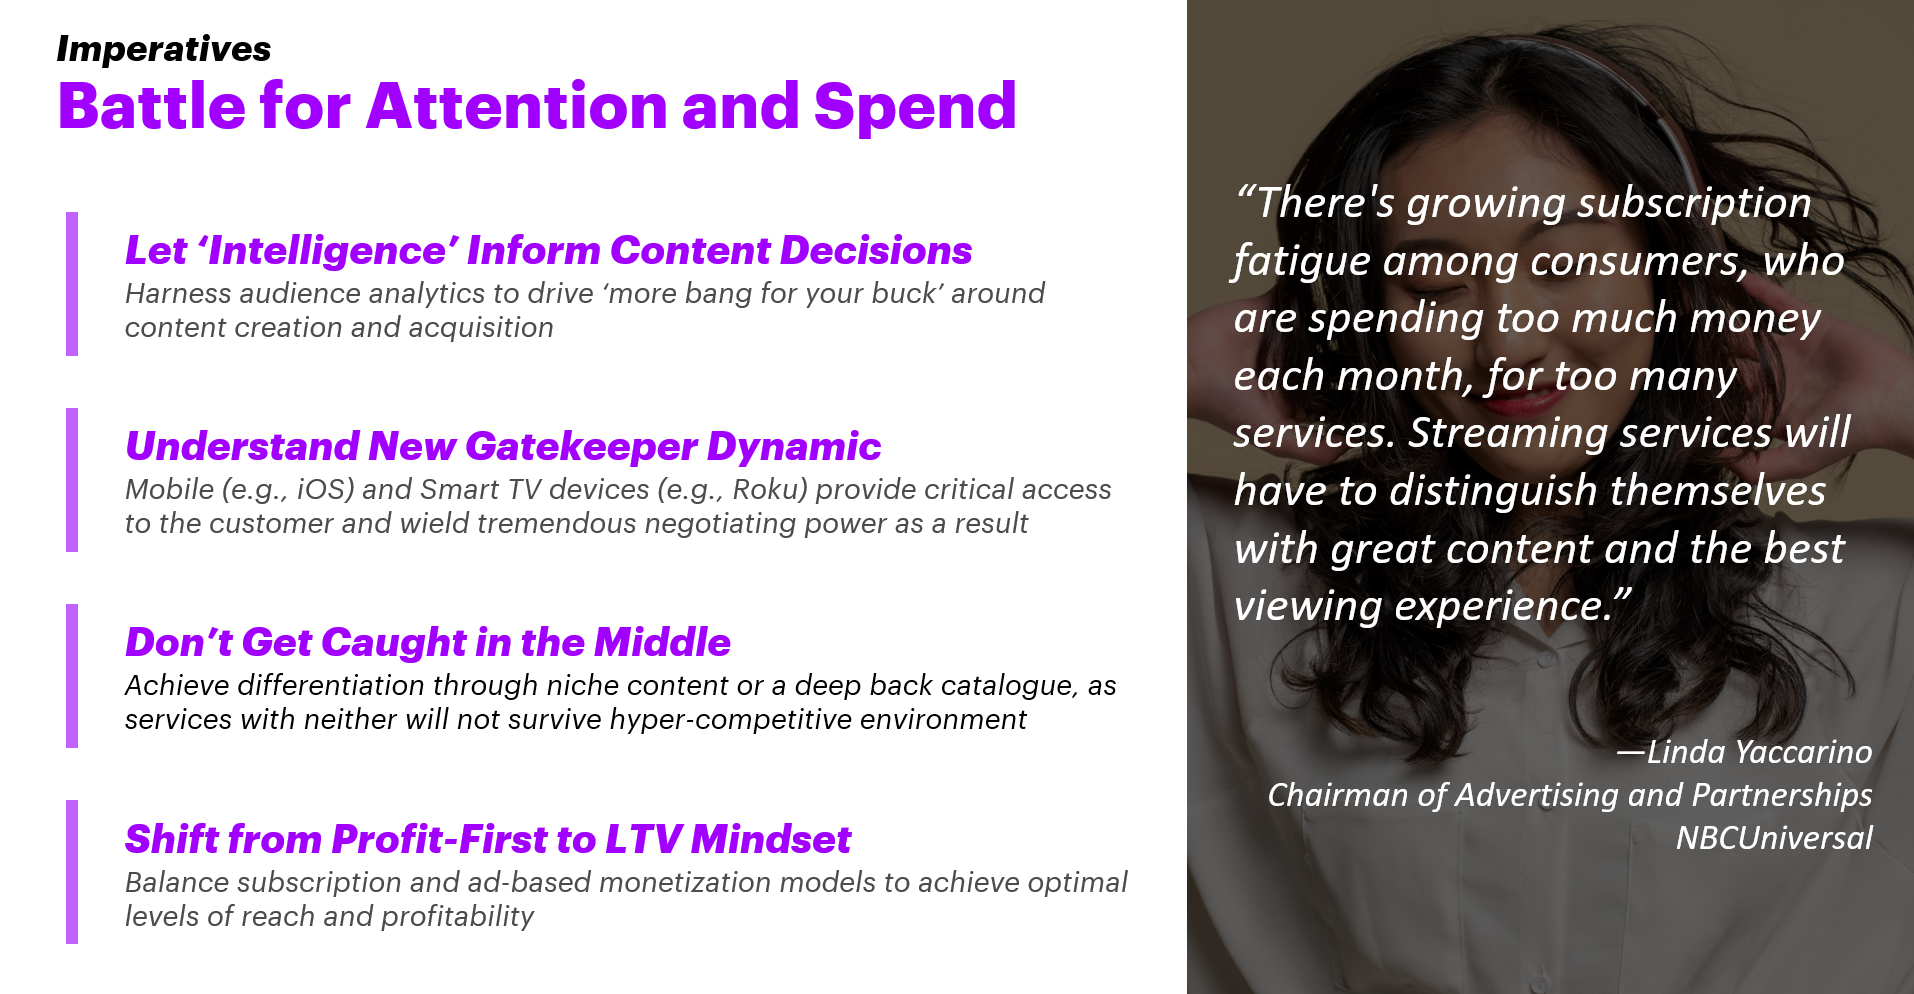 Imperatives
Battle for Attention and Spend
Let ‘Intelligence’ Inform Content Decisions
Harness audience analytics to drive ‘more bang for your buck’ around
content creation and acquisition
Understand New Gatekeeper Dynamic
Mobile (e.g., iOS) and Smart TV devices (e.g., Roku) provide critical access
to the customer and wield tremendous negotiating power as a result
Don’t Get Caught in the Middle
Achieve differentiation through niche content or a deep back catalogue, as
services with neither will not survive hyper-competitive environment
Shift from Profit-First to LTV Mindset
Balance subscription and ad-based monetization models to achieve optimal
levels of reach and profitability
“There's growing subscription
fatigue among consumers, who
are spending too much money
each month, for too many
services. Streaming services will
have to distinguish themselves
with great content and the best
viewing experience.”
—Linda Yaccarino
Chairman of Advertising and Partnerships
NBCUniversal